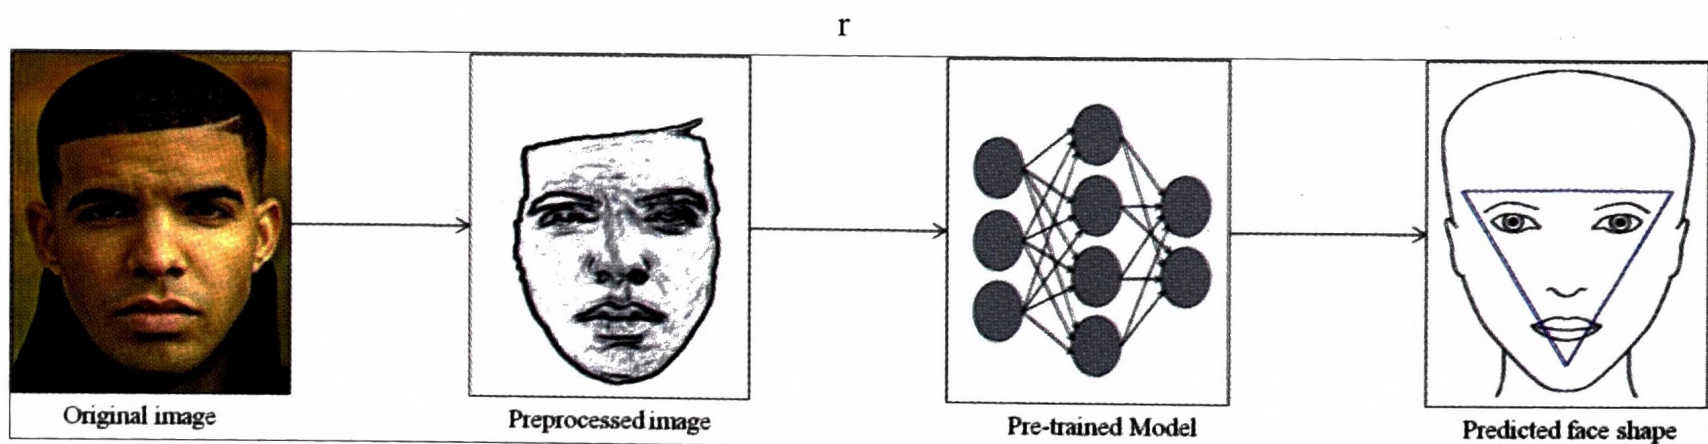 r
Original image
Preprocessed image
Pre-trained Model
Predicted face shape